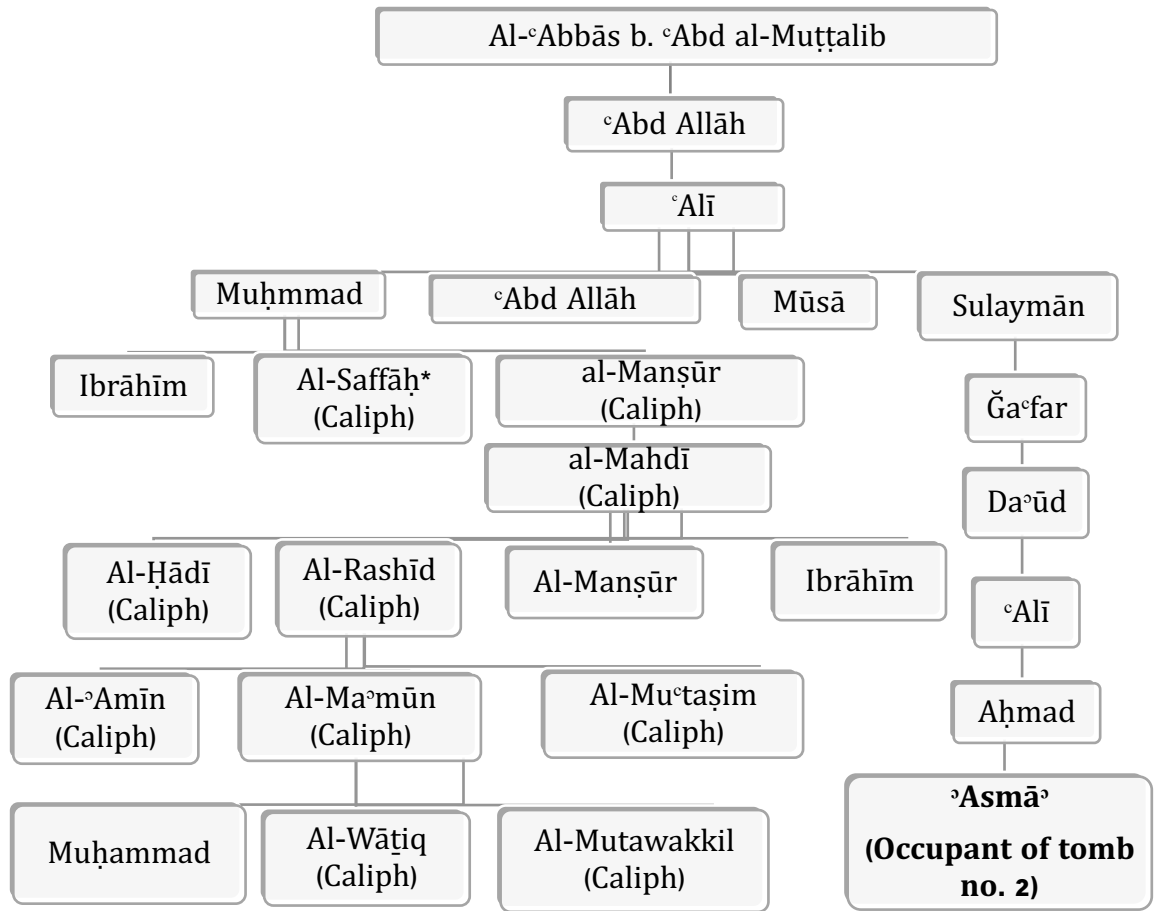 Al-ᶜAbbās b. ᶜAbd al-Muṭṭalib
ᶜAbd Allāh
ᶜAlī
Muḥmmad
ᶜAbd Allāh
Mūsā
Sulaymān
Ibrāhīm
Al-Saffāḥ*
(Caliph)
al-Manṣūr
(Caliph)
Ğaᶜfar
al-Mahdī
(Caliph)
Daᵓūd
Al-Ḥādī
(Caliph)
Al-Rashīd
(Caliph)
Al-Manṣūr
Ibrāhīm
ᶜAlī
Al-ᵓAmīn
(Caliph)
Al-Maᵓmūn
(Caliph)
Al-Muᶜtaṣim
(Caliph)
Aḥmad
Muḥammad
Al-Wāṯiq
(Caliph)
Al-Mutawakkil
(Caliph)
ᵓAsmāᵓ
(Occupant of tomb
no. 2)